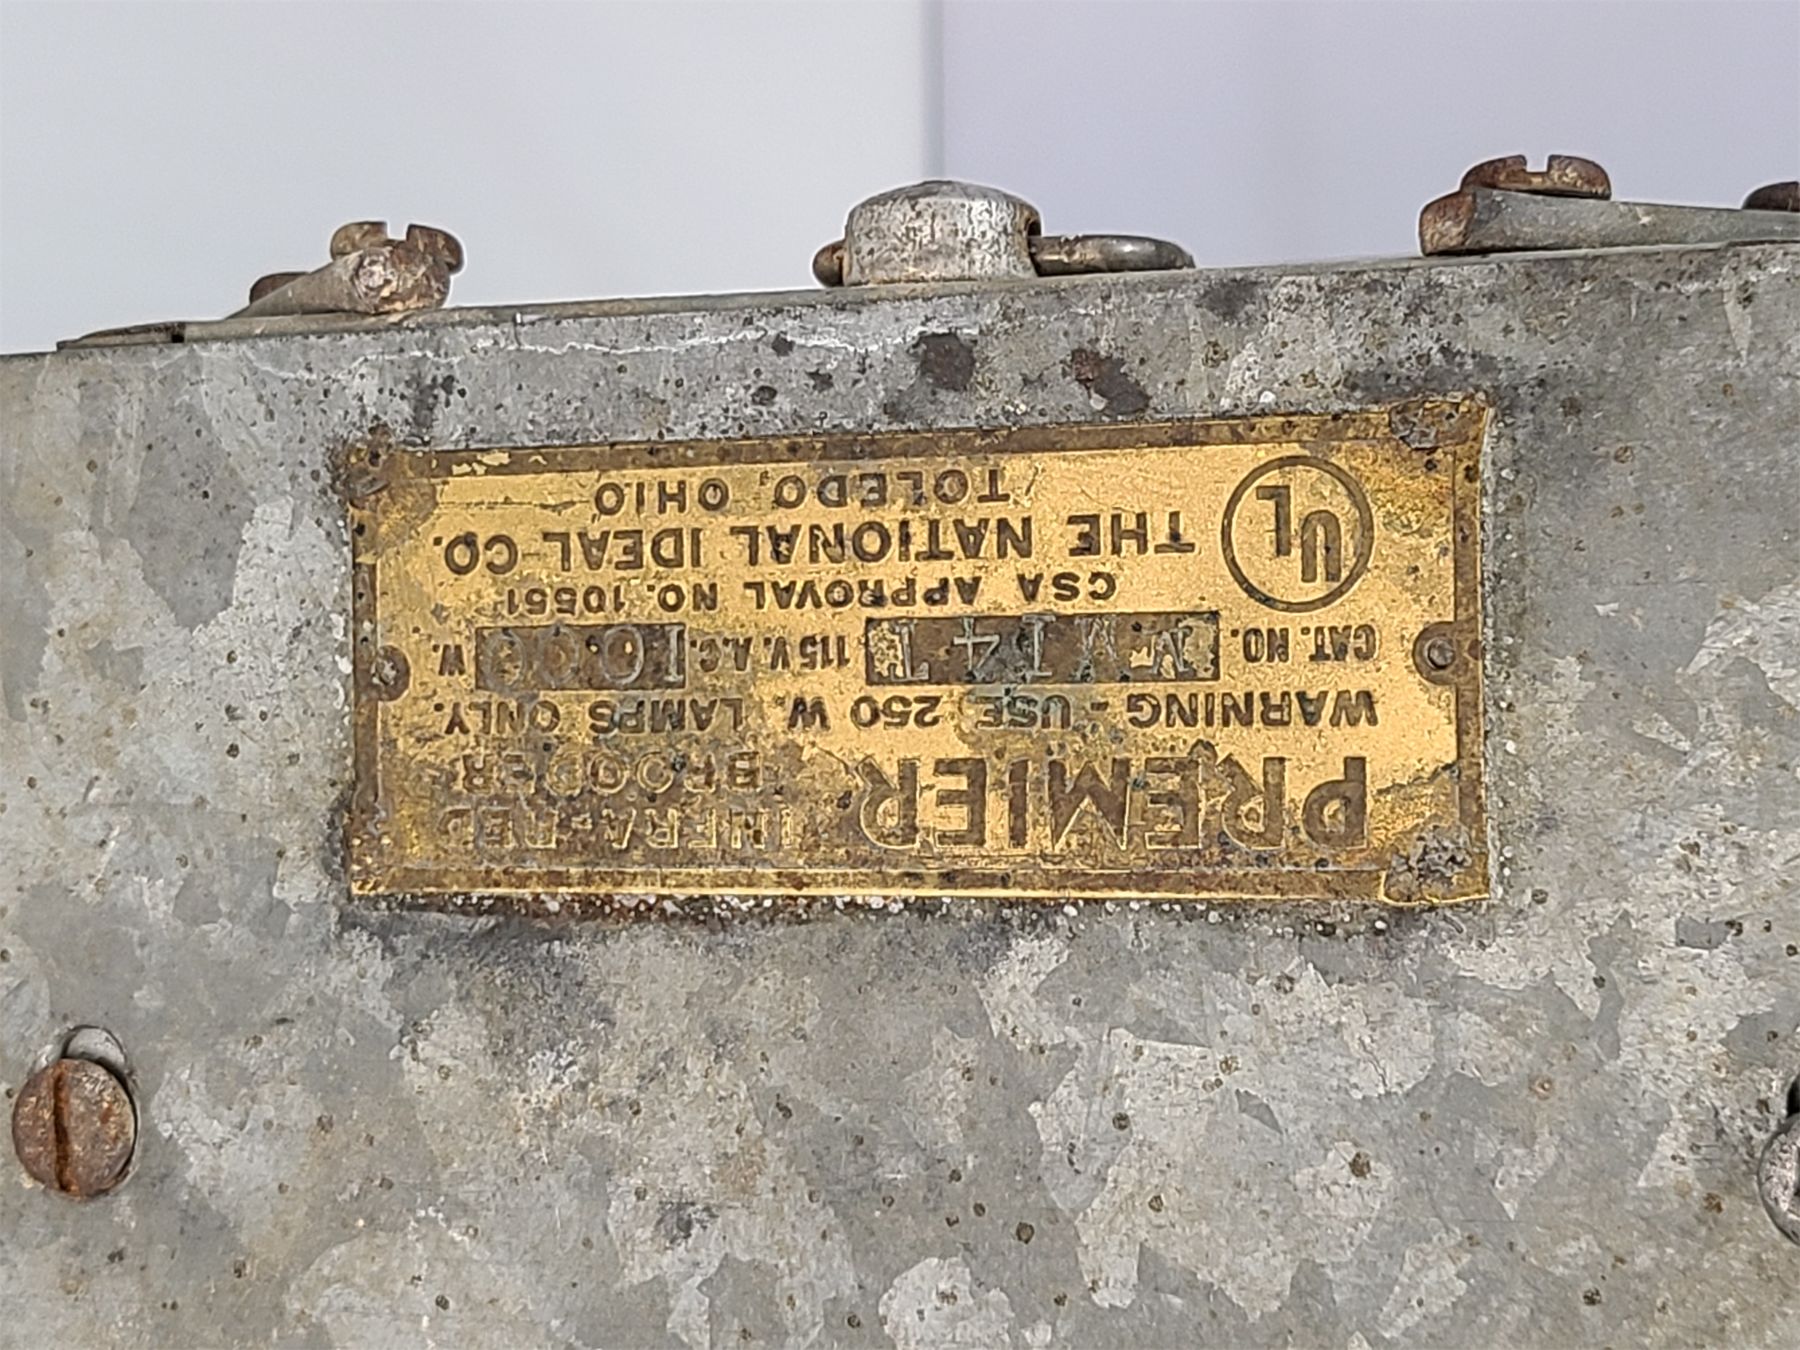 PREMIER INFRA-RED BROODER
WARNING - USE 250 W. LAMPS ONLY.
CAT. NO. 115 V. A.C. 1000 W.
CSA APPROVAL NO. 10551
UL THE NATIONAL IDEAL CO.
TOLEDO, OHIO